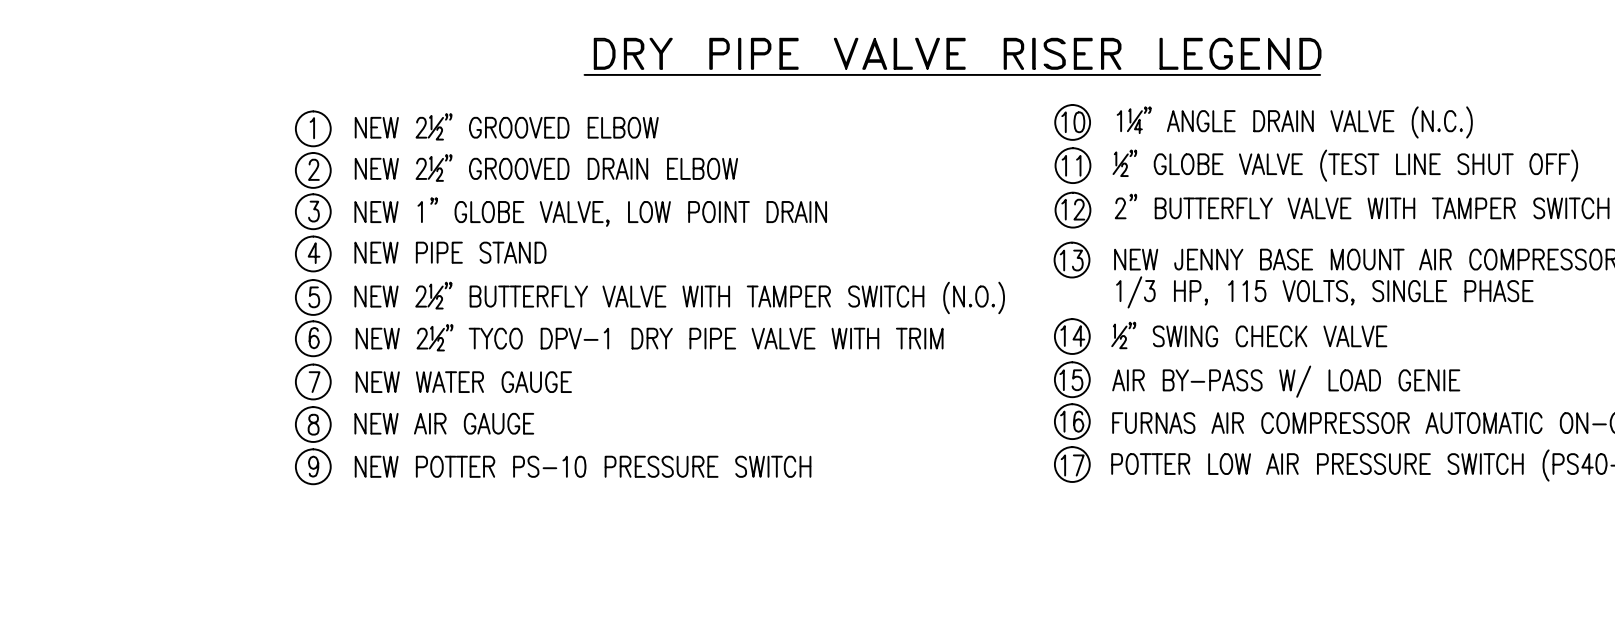 DRY PIPE VALVE RISER LEGEND
1 NEW 2½" GROOVED ELBOW
2 NEW 2½" GROOVED DRAIN ELBOW
3 NEW 1" GLOBE VALVE, LOW POINT DRAIN
4 NEW PIPE STAND
5 NEW 2½" BUTTERFLY VALVE WITH TAMPER SWITCH (N.O.)
6 NEW 2½" TYCO DPV-1 DRY PIPE VALVE WITH TRIM
7 NEW WATER GAUGE
8 NEW AIR GAUGE
9 NEW POTTER PS-10 PRESSURE SWITCH
10 1¼" ANGLE DRAIN VALVE (N.C.)
11 ½" GLOBE VALVE (TEST LINE SHUT OFF)
12 2" BUTTERFLY VALVE WITH TAMPER SWITCH
13 NEW JENNY BASE MOUNT AIR COMPRESSOR
1/3 HP, 115 VOLTS, SINGLE PHASE
14 ½" SWING CHECK VALVE
15 AIR BY-PASS W/ LOAD GENIE
16 FURNAS AIR COMPRESSOR AUTOMATIC ON-
17 POTTER LOW AIR PRESSURE SWITCH (PS40-